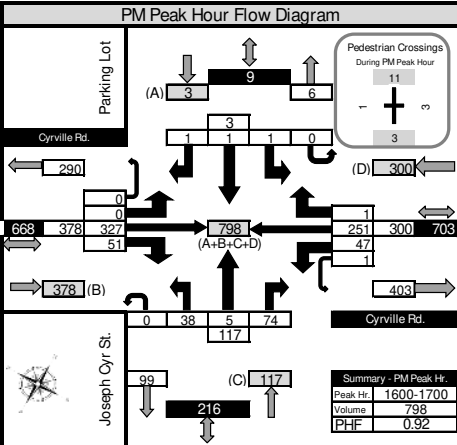 PM Peak Hour Flow Diagram
Parking Lot
Pedestrian Crossings
During PM Peak Hour
11
1
3
3
9
(A) 3
6
3
1 1 1 0
Cyrville Rd.
290
(D) 300
0
0
668 378 327
51
798
(A+B+C+D)
1
251 300 703
47
1
378 (B)
403
0 38 5 74
117
Cyrville Rd.
Joseph Cyr St.
99
(C) 117
216
Summary - PM Peak Hr.
Peak Hr. 1600-1700
Volume 798
PHF 0.92